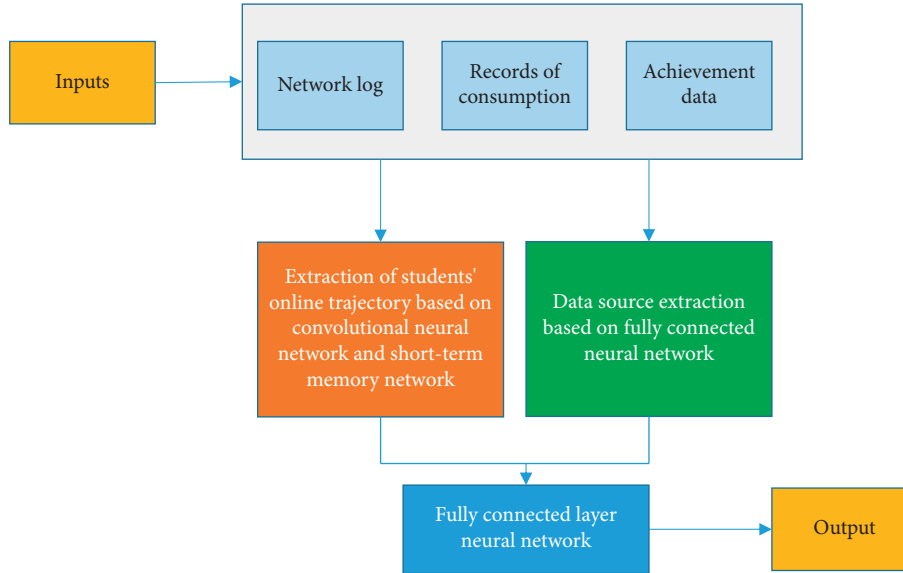 Inputs
Network log
Records of
consumption
Achievement
data
Extraction of students'
online trajectory based on
convolutional neural
network and short-term
memory network
Data source extraction
based on fully connected
neural network
Fully connected layer
neural network
Output